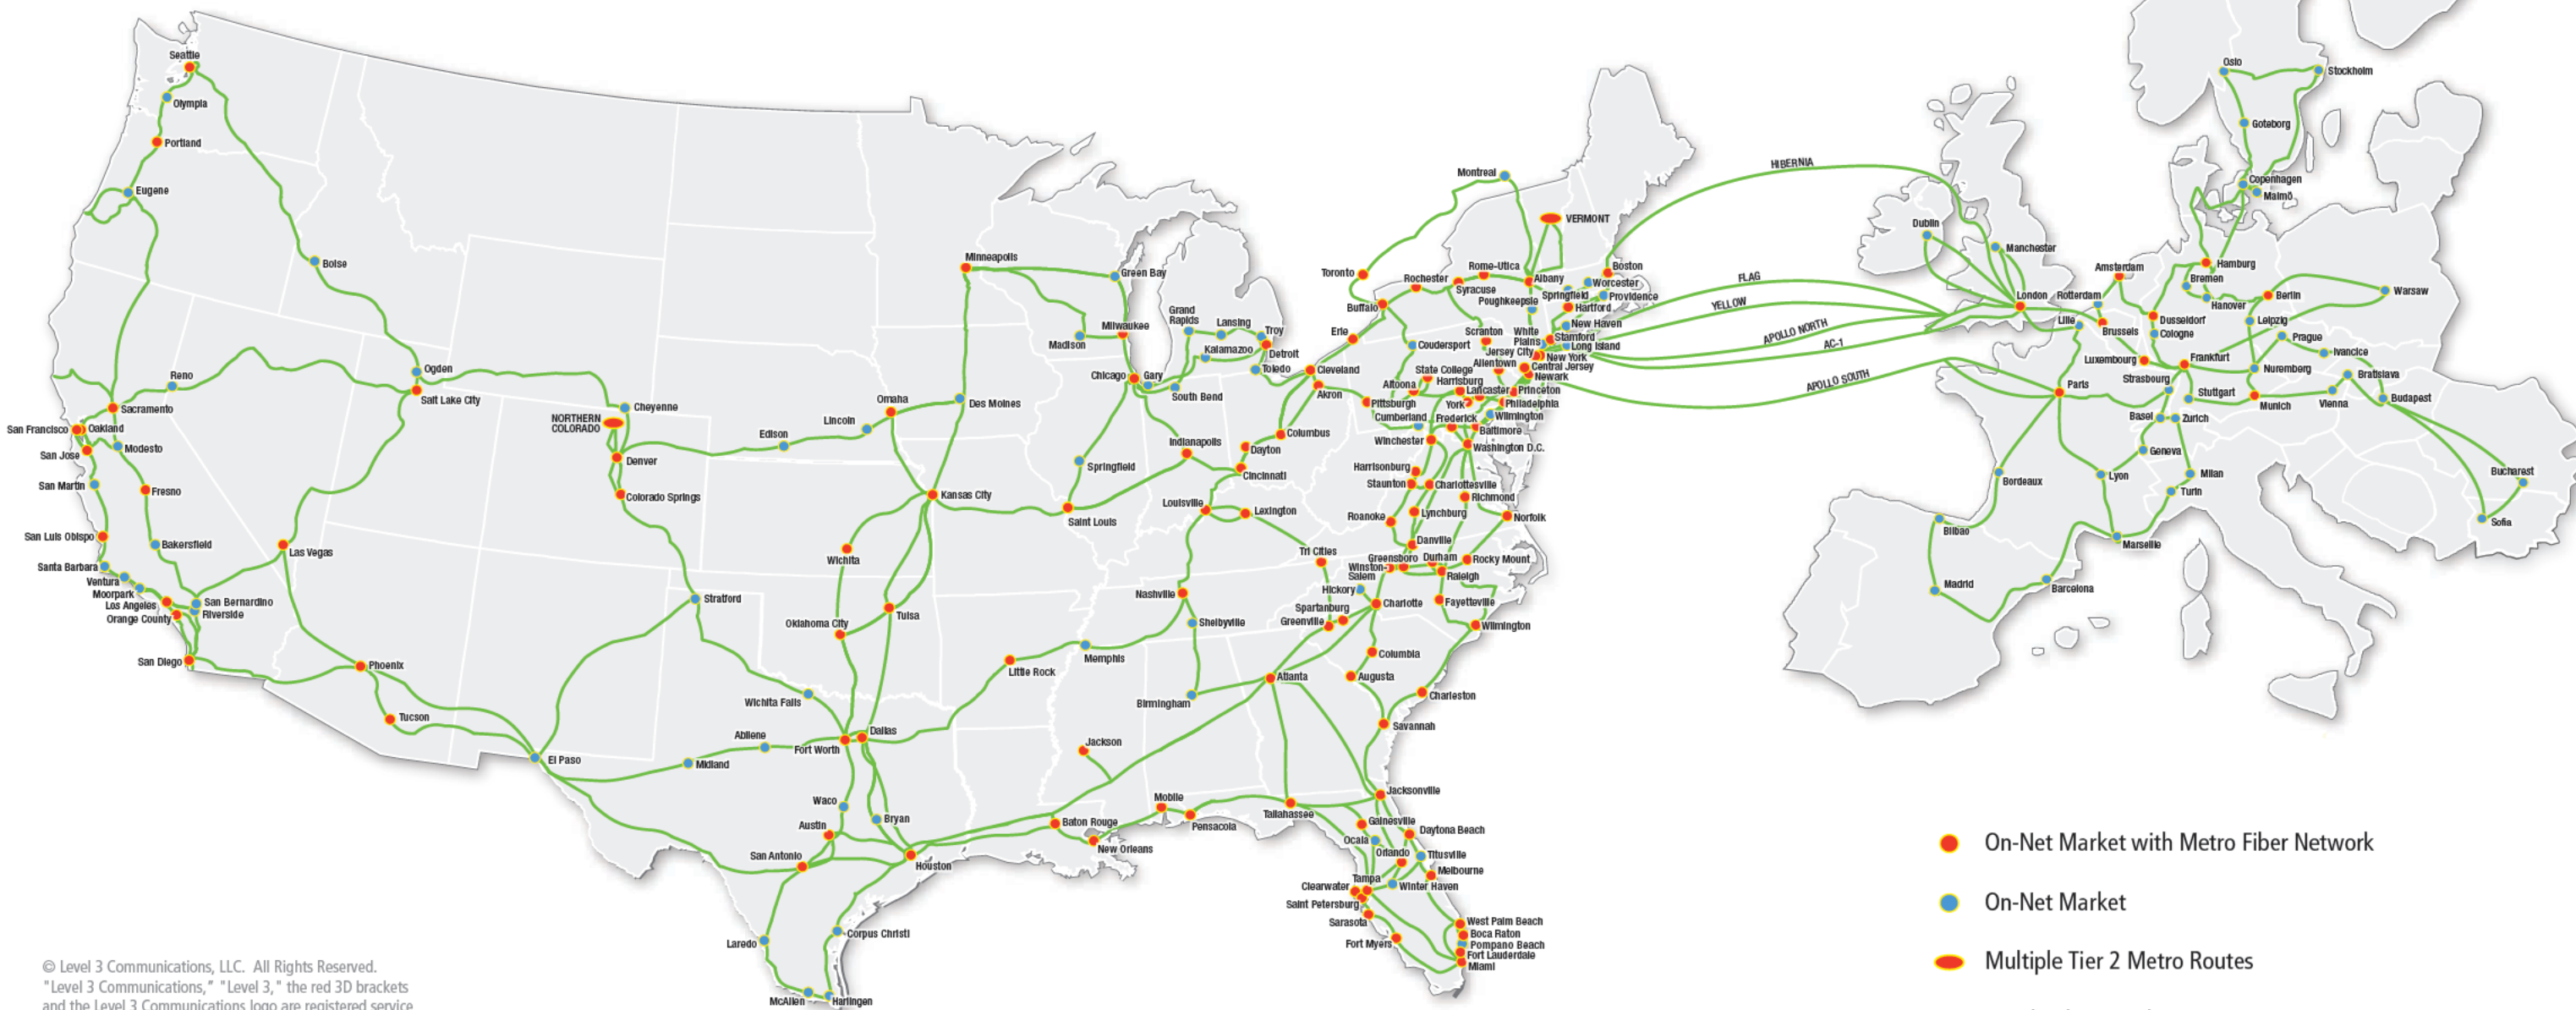 Seattle
Olympia
Portland
Eugene
Boise
Ogden
Salt Lake City
Reno
Sacramento
San Francisco
Oakland
San Jose
Modesto
San Martin
Fresno
San Luis Obispo
Bakersfield
Santa Barbara
Ventura
Moorpark
Los Angeles
Orange County
San Bernardino
Riverside
San Diego
Las Vegas
Phoenix
Tucson
El Paso
Cheyenne
NORTHERN
COLORADO
Denver
Colorado Springs
Edison
Lincoln
Omaha
Des Moines
Minneapolis
Green Bay
Madison
Milwaukee
Chicago
Gary
South Bend
Grand
Rapids
Lansing
Kalamazoo
Troy
Detroit
Toledo
Springfield
Saint Louis
Kansas City
Wichita
Stratford
Oklahoma City
Tulsa
Wichita Falls
Abilene
Midland
Fort Worth
Dallas
Waco
Austin
Bryan
San Antonio
Houston
Laredo
Corpus Christi
McAllen
Harlingen
Little Rock
Memphis
Nashville
Shelbyville
Birmingham
Jackson
Baton Rouge
New Orleans
Mobile
Pensacola
Tallahassee
Atlanta
Indianapolis
Louisville
Lexington
Cincinnati
Dayton
Columbus
Cleveland
Akron
Erie
Buffalo
Toronto
Montreal
VERMONT
Rochester
Syracuse
Rome-Utica
Albany
Poughkeepsie
Springfield
Boston
Worcester
Providence
Hartford
New Haven
White
Plains
Stamford
Long Island
Scranton
Jersey City
New York
Central Jersey
Newark
Allentown
Coudersport
State College
Altoona
Harrisburg
Lancaster
Princeton
Pittsburgh
York
Philadelphia
Cumberland
Frederick
Wilmington
Baltimore
Winchester
Washington D.C.
Harrisonburg
Staunton
Charlottesville
Richmond
Roanoke
Lynchburg
Norfolk
Danville
Tri Cities
Greensboro
Durham
Rocky Mount
Winston-
Salem
Raleigh
Hickory
Charlotte
Fayetteville
Spartanburg
Greenville
Wilmington
Columbia
Augusta
Charleston
Savannah
Jacksonville
Gainesville
Daytona Beach
Ocala
Orlando
Titusville
Melbourne
Tampa
Clearwater
Winter Haven
Saint Petersburg
Sarasota
Fort Myers
West Palm Beach
Boca Raton
Pompano Beach
Fort Lauderdale
Miami
HIBERNIA
FLAG
YELLOW
APOLLO NORTH
AC-1
APOLLO SOUTH
Oslo
Stockholm
Goteborg
Copenhagen
Malmö
Dublin
Manchester
London
Amsterdam
Rotterdam
Hamburg
Bremen
Hanover
Berlin
Warsaw
Lille
Brussels
Dusseldorf
Cologne
Leipzig
Prague
Luxembourg
Frankfurt
Ivancice
Strasbourg
Nuremberg
Bratislava
Paris
Stuttgart
Munich
Vienna
Budapest
Basel
Zurich
Geneva
Milan
Turin
Lyon
Bordeaux
Bilbao
Madrid
Barcelona
Marseille
Bucharest
Sofia
On-Net Market with Metro Fiber Network
On-Net Market
Multiple Tier 2 Metro Routes
© Level 3 Communications, LLC. All Rights Reserved.
"Level 3 Communications," "Level 3," the red 3D brackets
and the Level 3 Communications logo are registered service